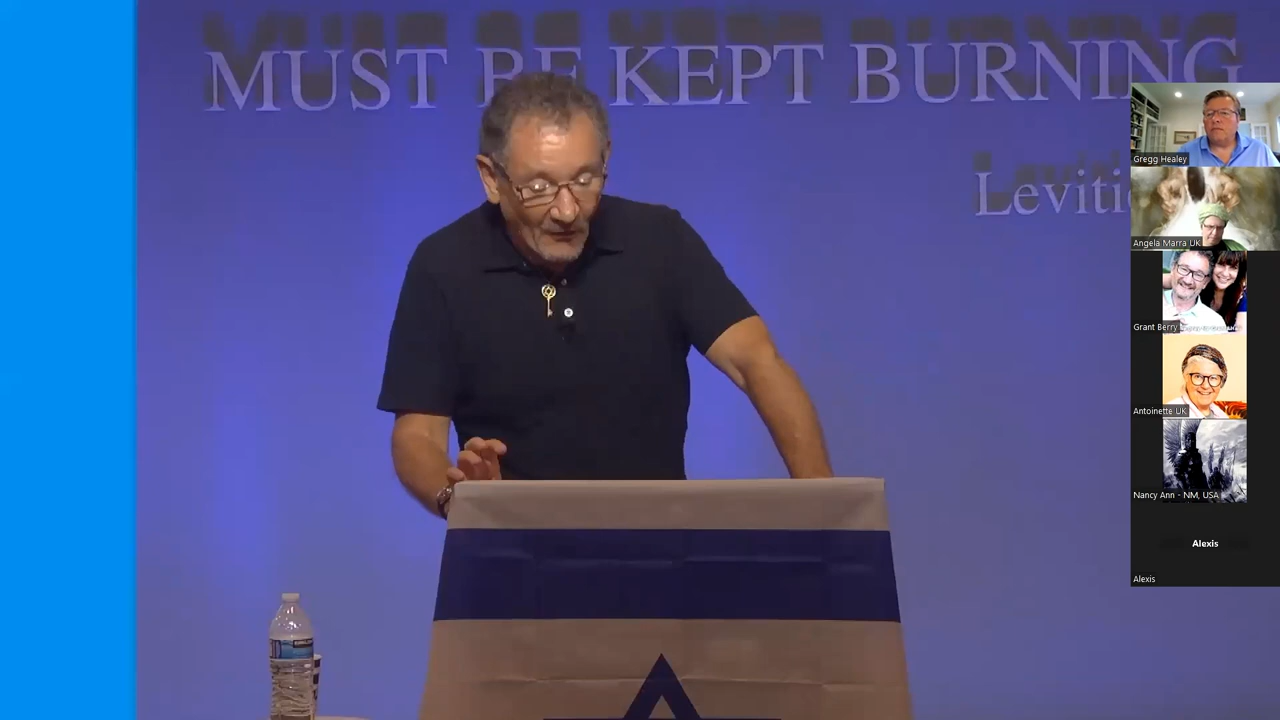 MUST BE KEPT BURNING
Leviti
Gregg Healey
Angela Marra UK
Grant Berry
Antoinette UK
Nancy Ann - NM, USA
Alexis
Alexis